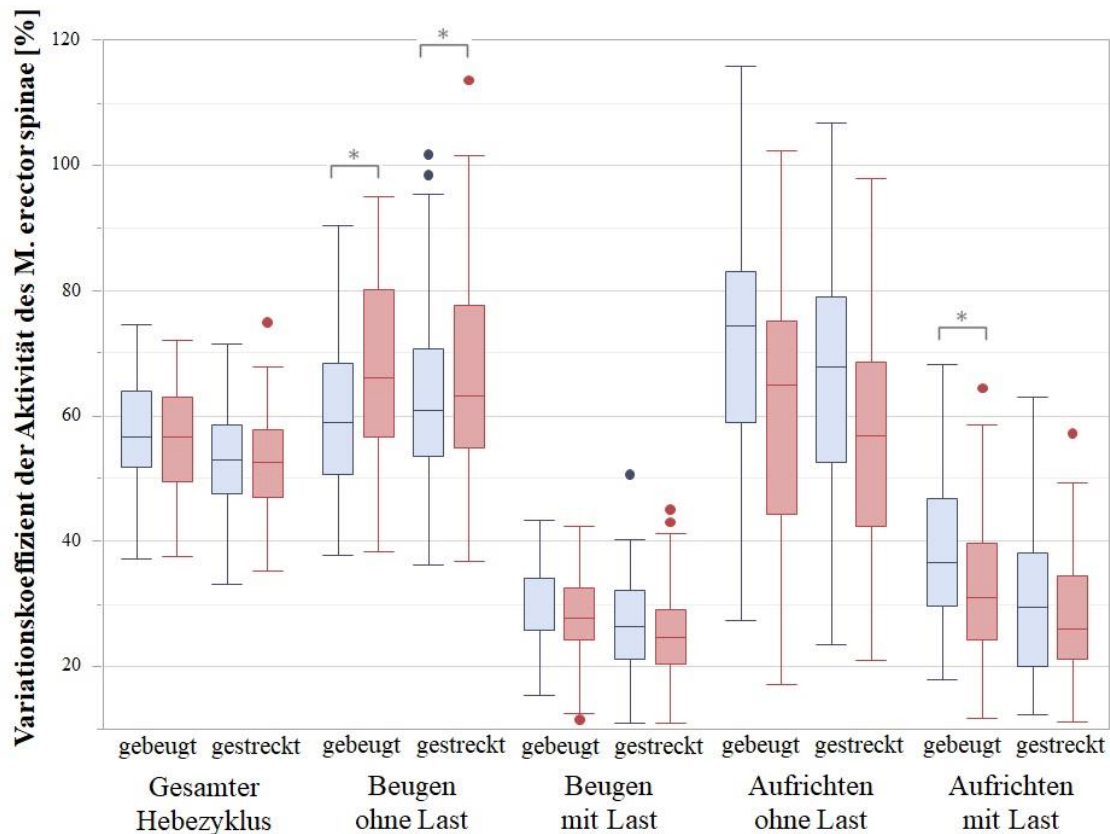 Variationskoeffizient der Aktivität des M. erector spinae [%]
120
100
80
60
40
20
*
*
*
gebeugt gestreckt gebeugt gestreckt gebeugt gestreckt gebeugt gestreckt gebeugt gestreckt
Gesamter Beugen Beugen Aufrichten Aufrichten
Hebezyklus ohne Last mit Last ohne Last mit Last